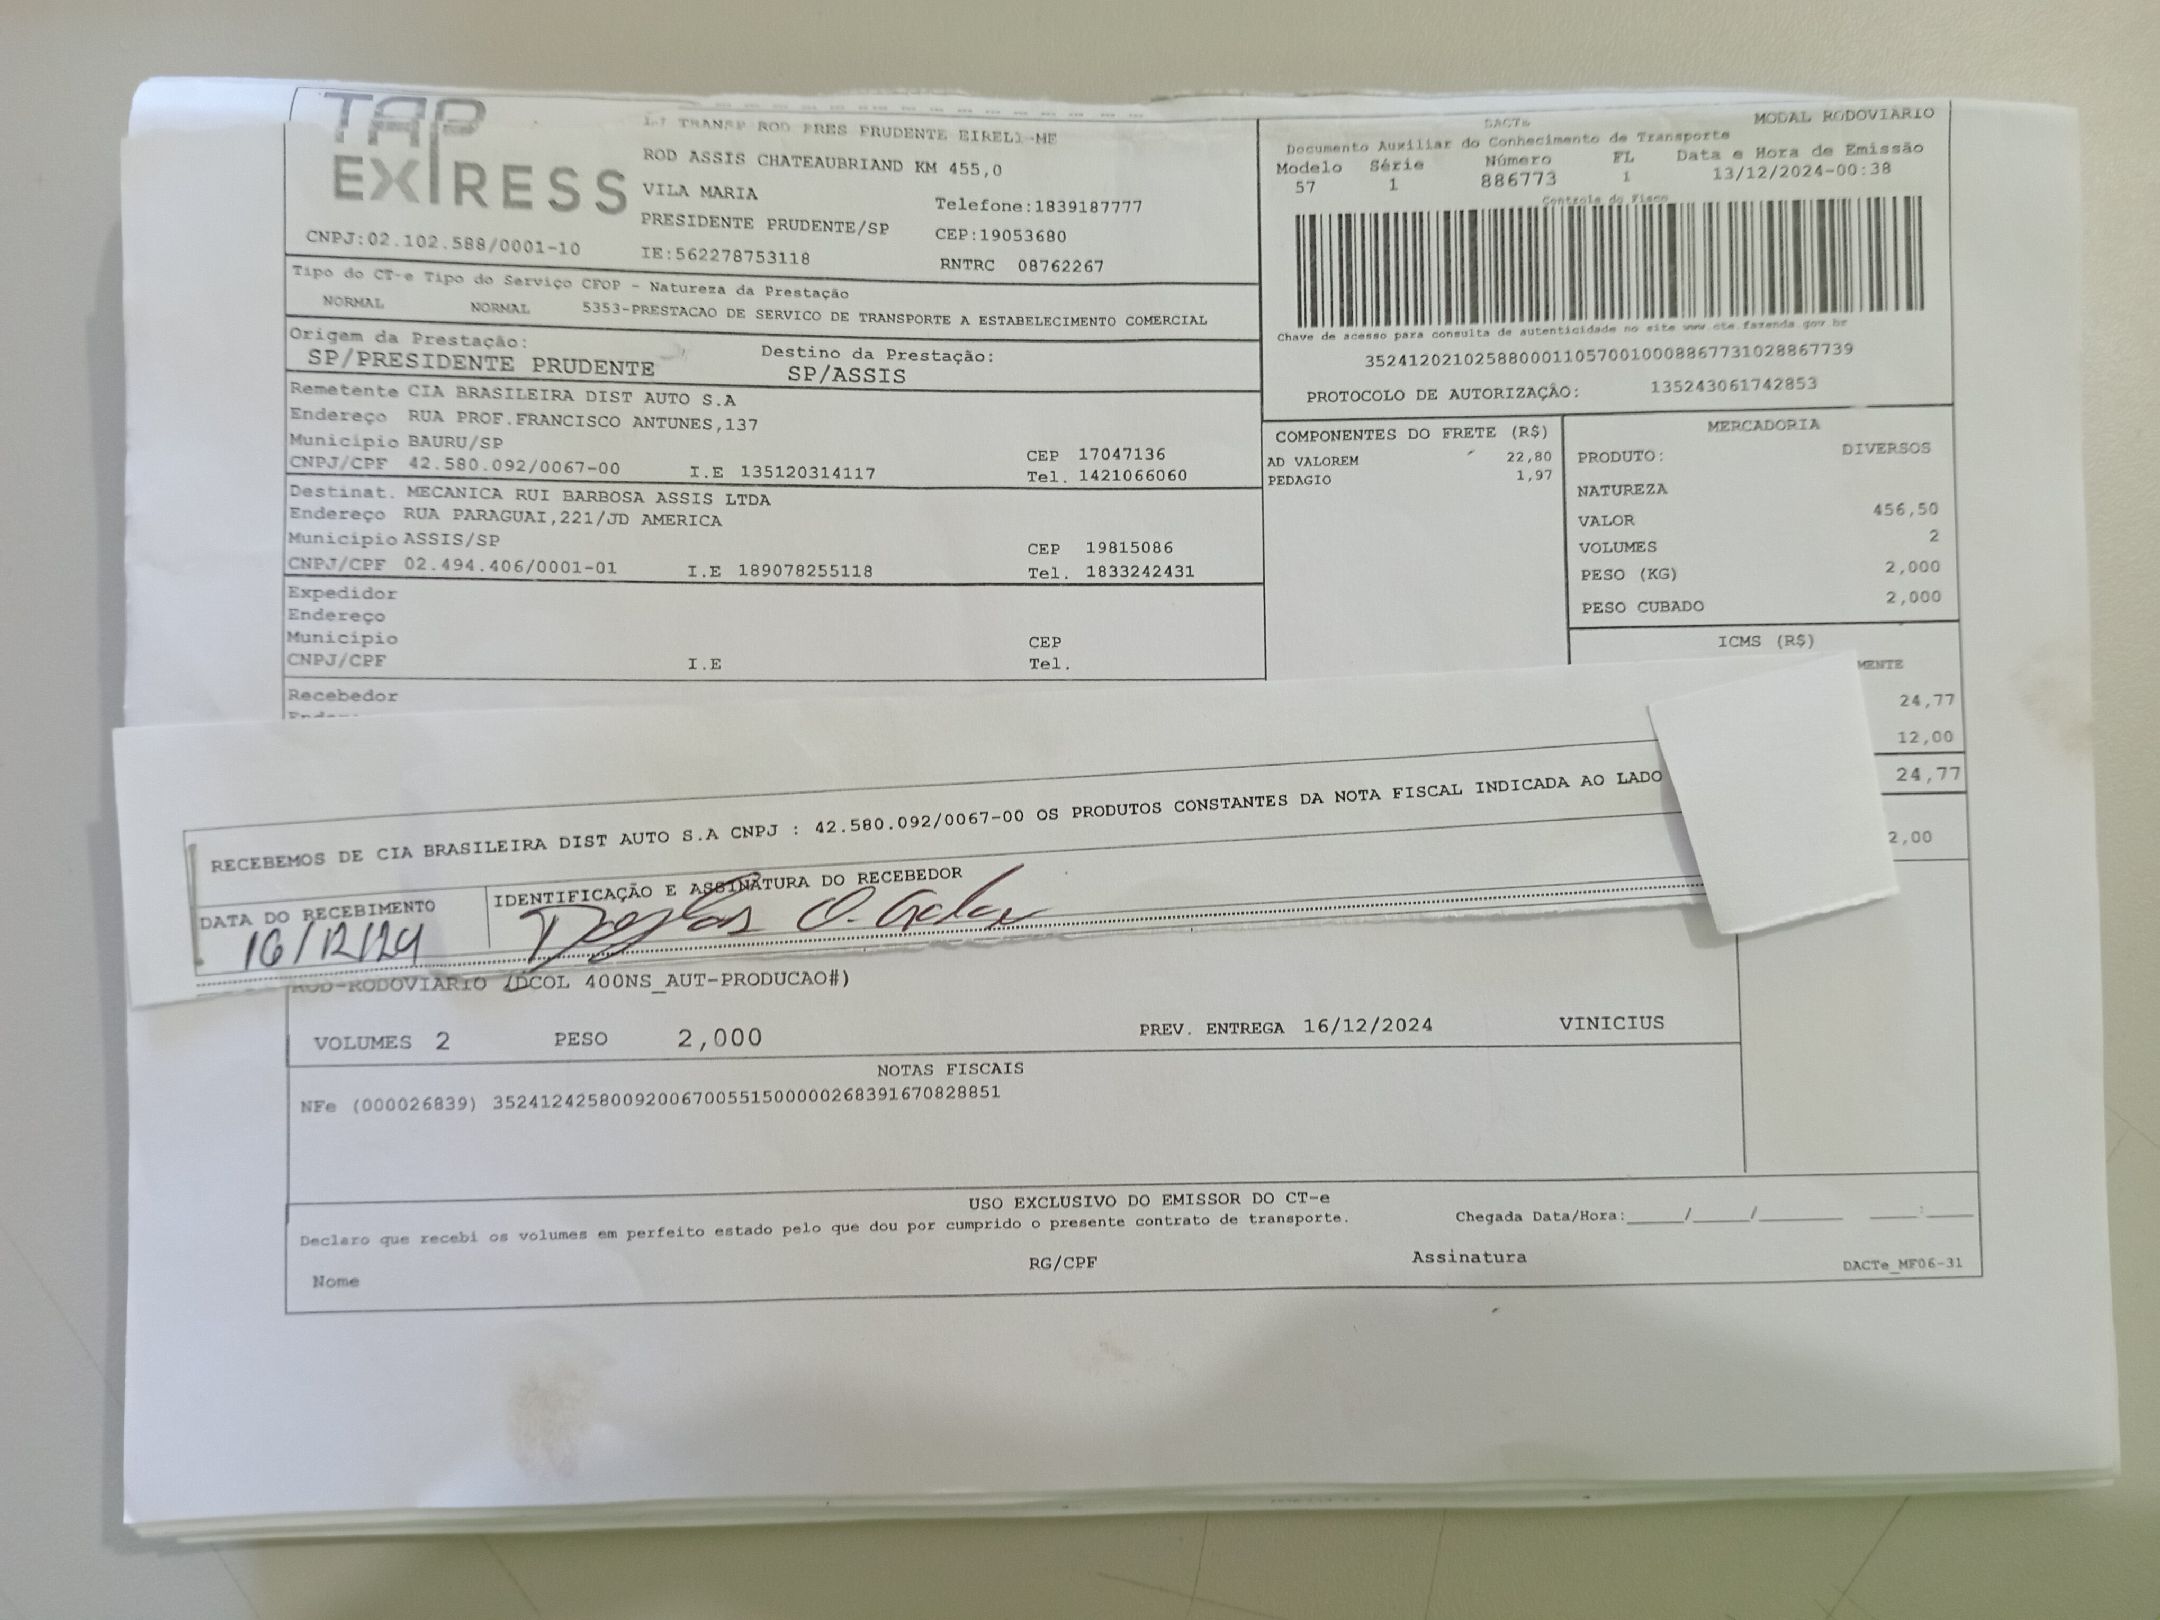 TAP
EXPRESS
TRANSP ROD PRES PRUDENTE EIRELI-ME
ROD ASSIS CHATEAUBRIAND KM 455,0
VILA MARIA
Telefone:1839187777
PRESIDENTE PRUDENTE/SP
CEP:19053680
CNPJ:02.102.588/0001-10
IE:562278753118
RNTRC 08762267
DACTe
MODAL RODOVIARIO
Documento Auxiliar do Conhecimento de Transporte
Modelo Série Número FL Data e Hora de Emissão
57 1 886773 1 13/12/2024-00:38
Controle do Fisco
Chave de acesso para consulta de autenticidade no site www.cte.fazenda.gov.br
35241202102588000110570010008867731028867739
PROTOCOLO DE AUTORIZAÇÂO: 135243061742853
Tipo do CT-e Tipo do Serviço CFOP - Natureza da Prestação
NORMAL NORMAL 5353-PRESTACAO DE SERVICO DE TRANSPORTE A ESTABELECIMENTO COMERCIAL
Origem da Prestação: Destino da Prestação:
SP/PRESIDENTE PRUDENTE SP/ASSIS
Remetente CIA BRASILEIRA DIST AUTO S.A
Endereço RUA PROF.FRANCISCO ANTUNES,137
Municipio BAURU/SP CEP 17047136
CNPJ/CPF 42.580.092/0067-00 I.E 135120314117 Tel. 1421066060
Destinat. MECANICA RUI BARBOSA ASSIS LTDA
Endereço RUA PARAGUAI,221/JD AMERICA
Municipio ASSIS/SP CEP 19815086
CNPJ/CPF 02.494.406/0001-01 I.E 189078255118 Tel. 1833242431
Expedidor
Endereço
Municipio CEP
CNPJ/CPF I.E Tel.
Recebedor
COMPONENTES DO FRETE (R$)
AD VALOREM 22,80
PEDAGIO 1,97
MERCADORIA
PRODUTO: DIVERSOS
NATUREZA
VALOR 456,50
VOLUMES 2
PESO (KG) 2,000
PESO CUBADO 2,000
ICMS (R$)
MENTE
24,77
12,00
24,77
2,00
RECEBEMOS DE CIA BRASILEIRA DIST AUTO S.A CNPJ : 42.580.092/0067-00 OS PRODUTOS CONSTANTES DA NOTA FISCAL INDICADA AO LADO
DATA DO RECEBIMENTO IDENTIFICAÇÃO E ASSINATURA DO RECEBEDOR
16/12/24 Douglas O.
ROD-RODOVIARIO (DCOL 400NS_AUT-PRODUCAO#)
VOLUMES 2 PESO 2,000 PREV. ENTREGA 16/12/2024 VINICIUS
NOTAS FISCAIS
NFe (000026839) 35241242580092006700551500000268391670828851
USO EXCLUSIVO DO EMISSOR DO CT-e
Declaro que recebi os volumes em perfeito estado pelo que dou por cumprido o presente contrato de transporte. Chegada Data/Hora:_____/_____/_______ ____:____
Nome RG/CPF Assinatura DACTe_MF06-31